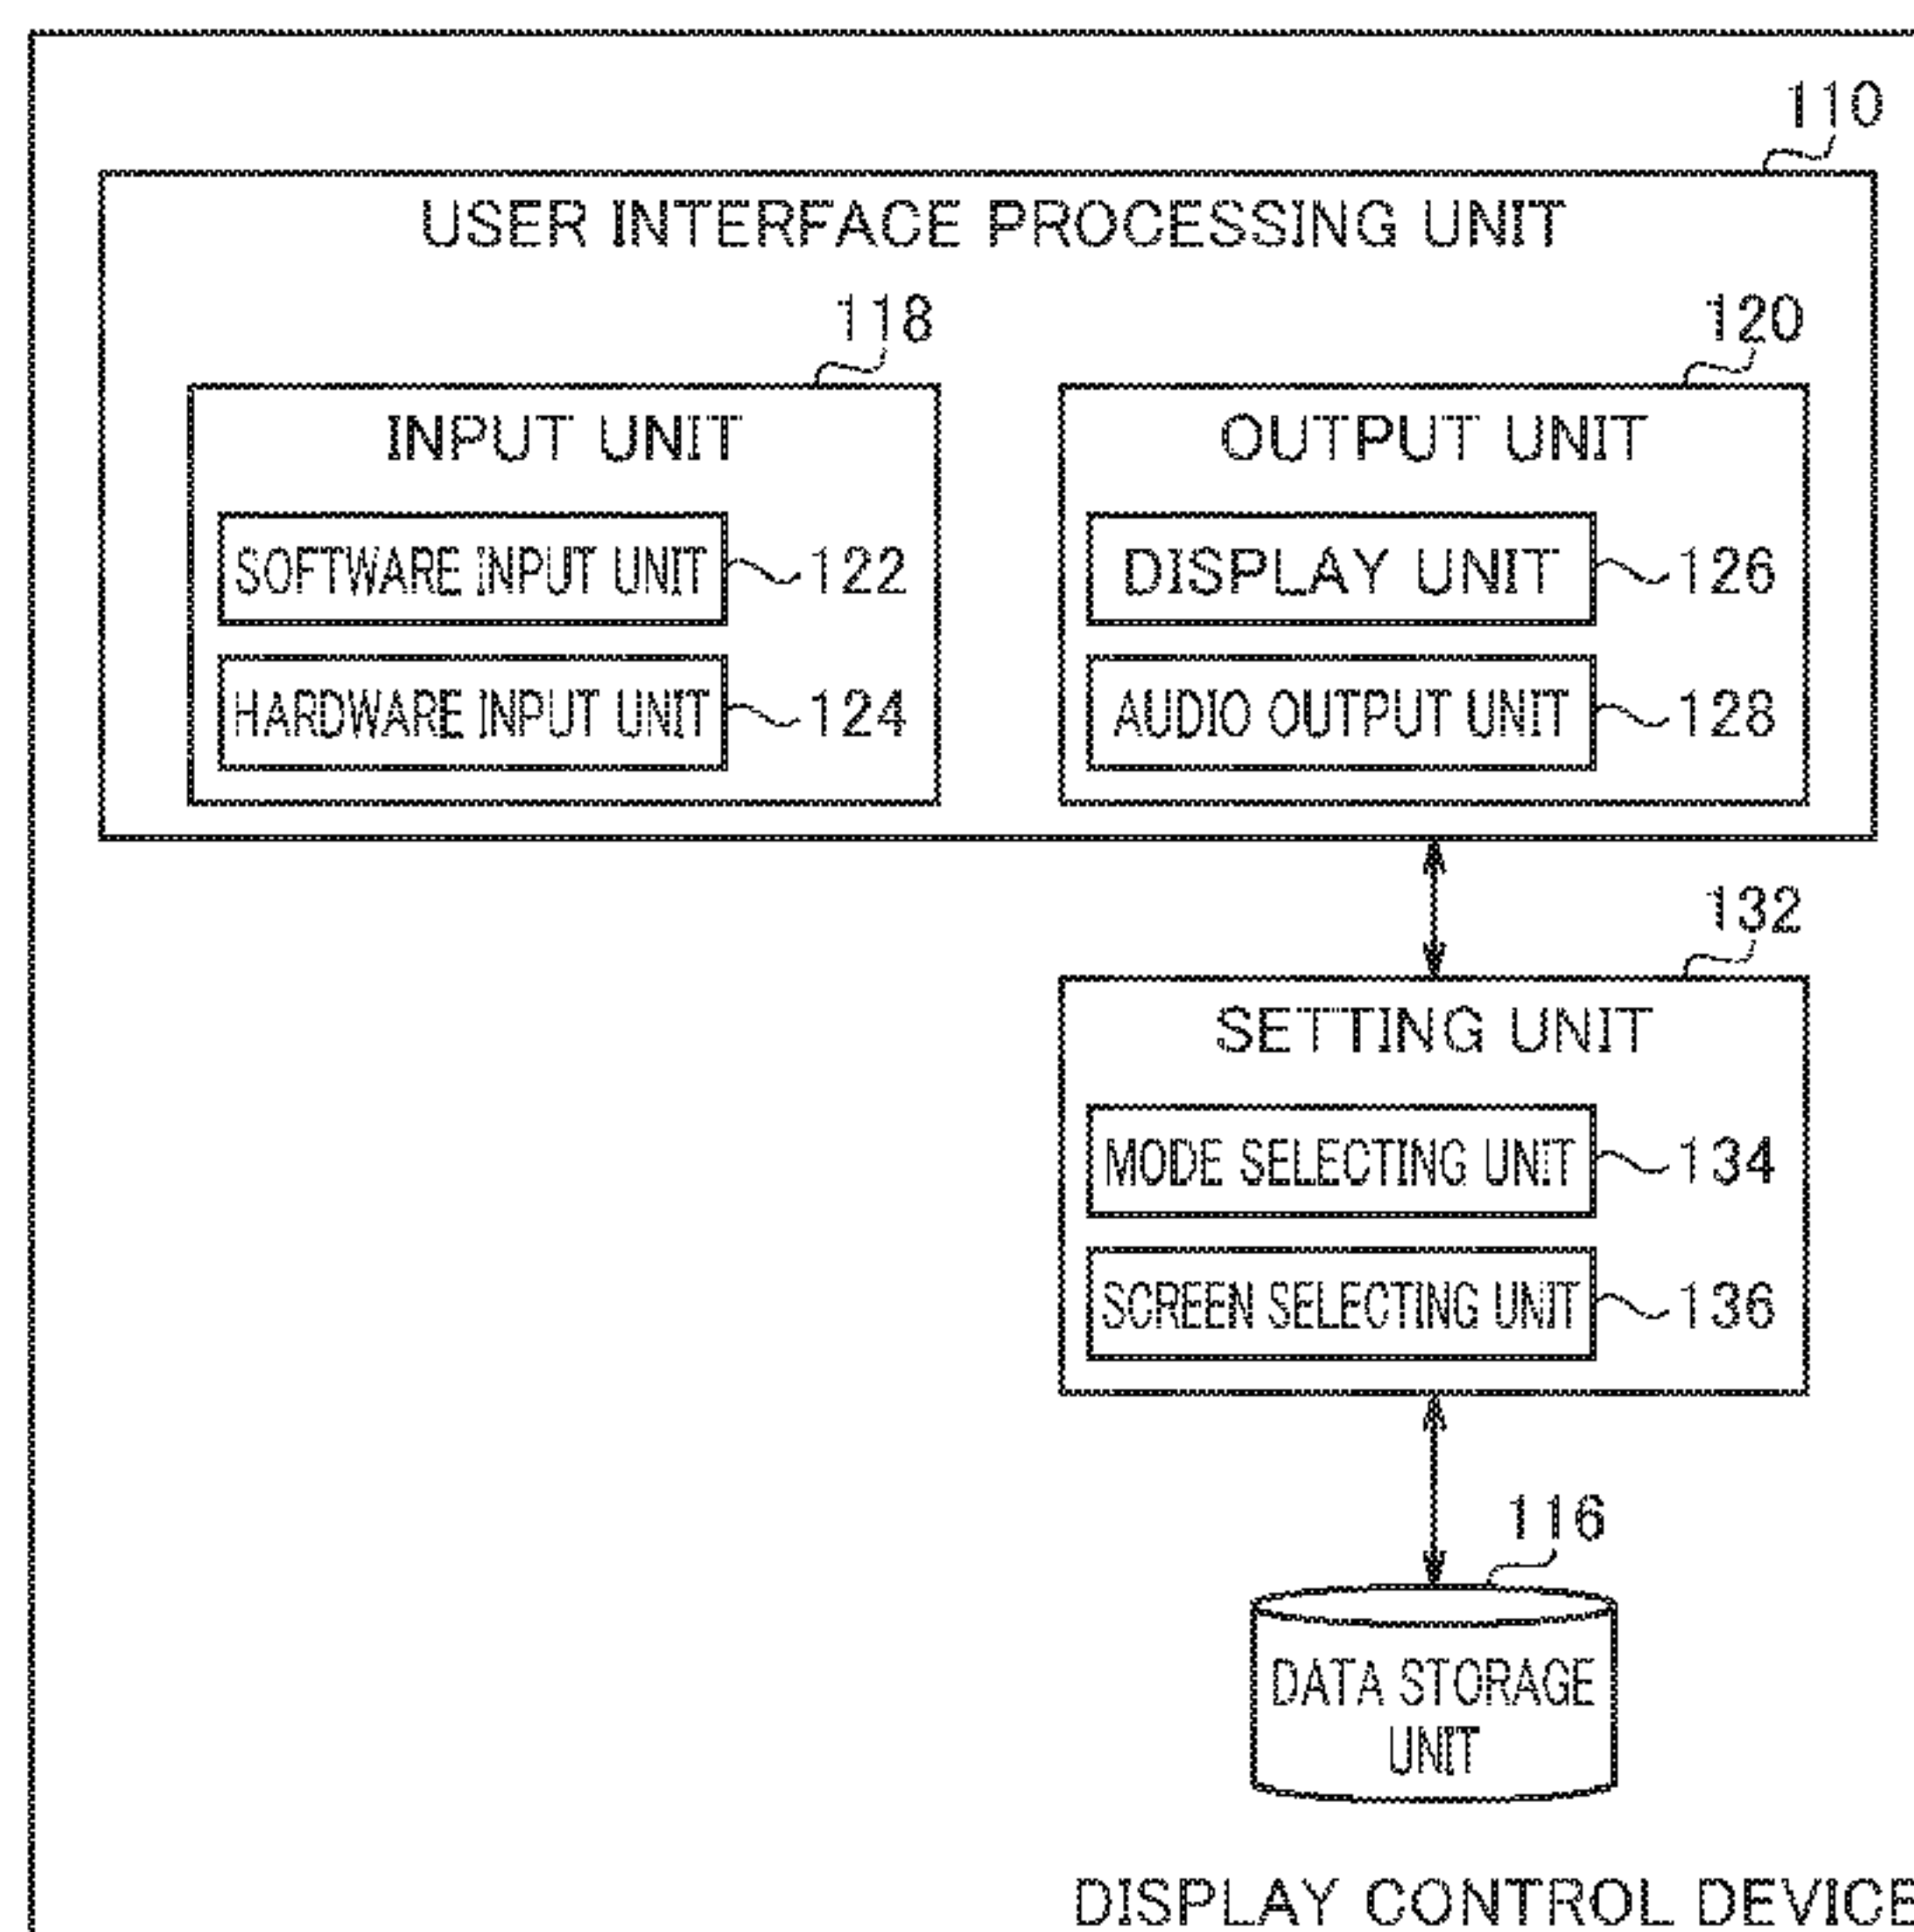 110
USER INTERFACE PROCESSING UNIT
118
120
INPUT UNIT
OUTPUT UNIT
SOFTWARE INPUT UNIT
122
DISPLAY UNIT
126
HARDWARE INPUT UNIT
124
AUDIO OUTPUT UNIT
128
132
SETTING UNIT
MODE SELECTING UNIT
134
SCREEN SELECTING UNIT
136
116
DATA STORAGE
UNIT
DISPLAY CONTROL DEVICE